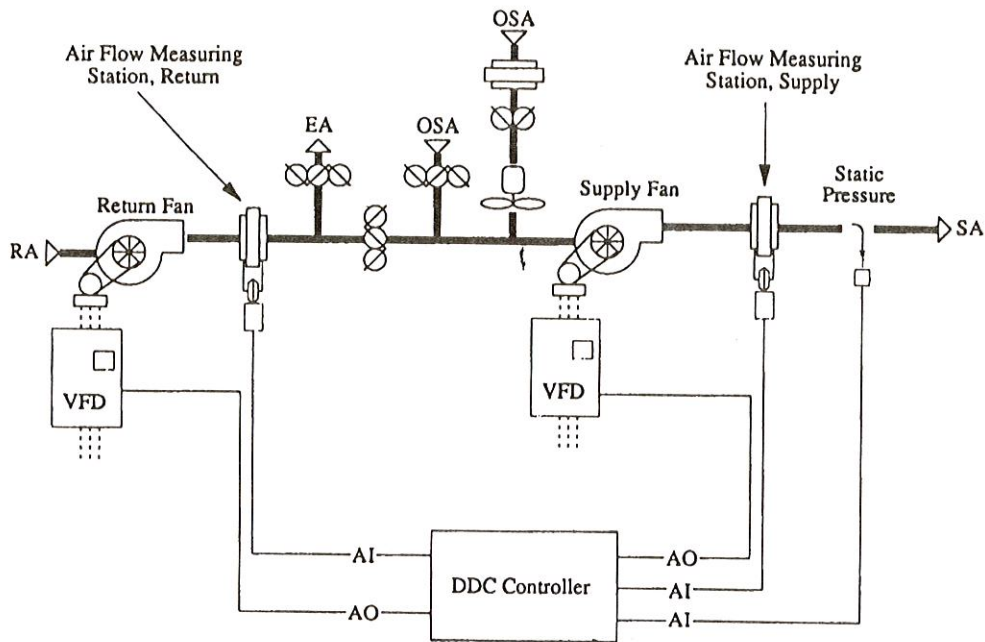 OSA
Air Flow Measuring
Station, Return
Air Flow Measuring
Station, Supply
EA
OSA
Static
Pressure
Return Fan
Supply Fan
RA
SA
VFD
VFD
AI
AO
DDC Controller
AO
AI
AI